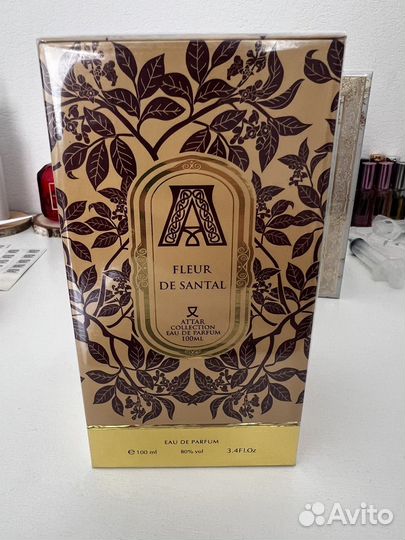 A
FLEUR
DE SANTAL
ATTAR
COLLECTION
EAU DE PARFUM
100ML
EAU DE PARFUM
℮ 100 ml 80% vol 3.4Fl.Oz
Avito